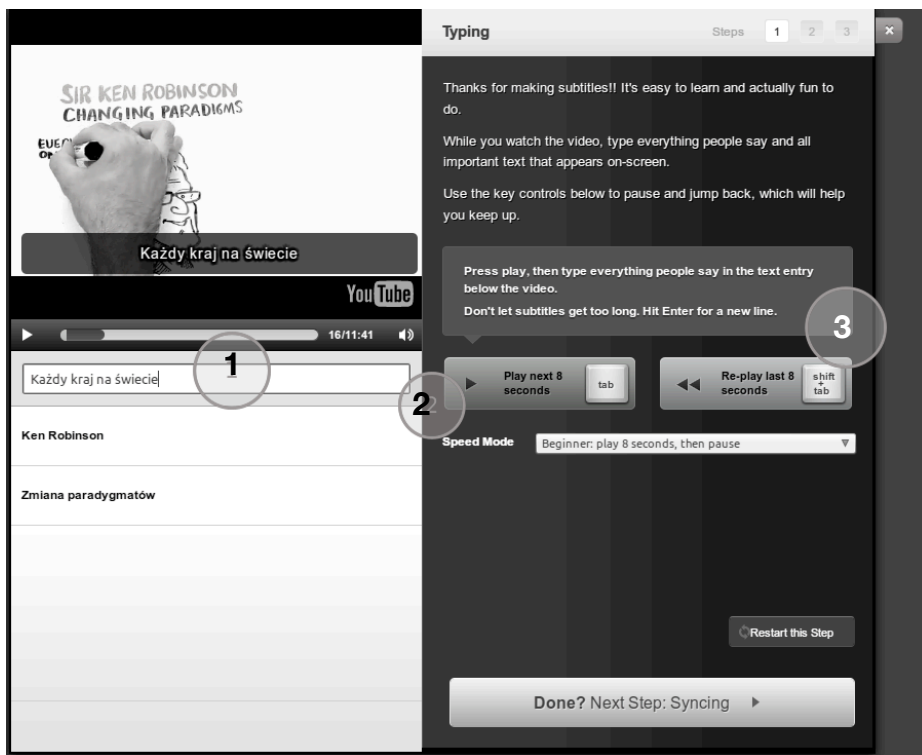 SIR KEN ROBINSON
CHANGING PARADIGMS
Każdy kraj na świecie
YouTube
16/11:41
Każdy kraj na świecie
1
Ken Robinson
Zmiana paradygmatów
Typing
Steps 1 2 3
×
Thanks for making subtitles!! It's easy to learn and actually fun to
do.
While you watch the video, type everything people say and all
important text that appears on-screen.
Use the key controls below to pause and jump back, which will help
you keep up.
Press play, then type everything people say in the text entry
below the video.
Don't let subtitles get too long. Hit Enter for a new line.
3
2
Play next 8
seconds
tab
Re-play last 8
seconds
shift
+
tab
Speed Mode
Beginner: play 8 seconds, then pause
Restart this Step
Done? Next Step: Syncing